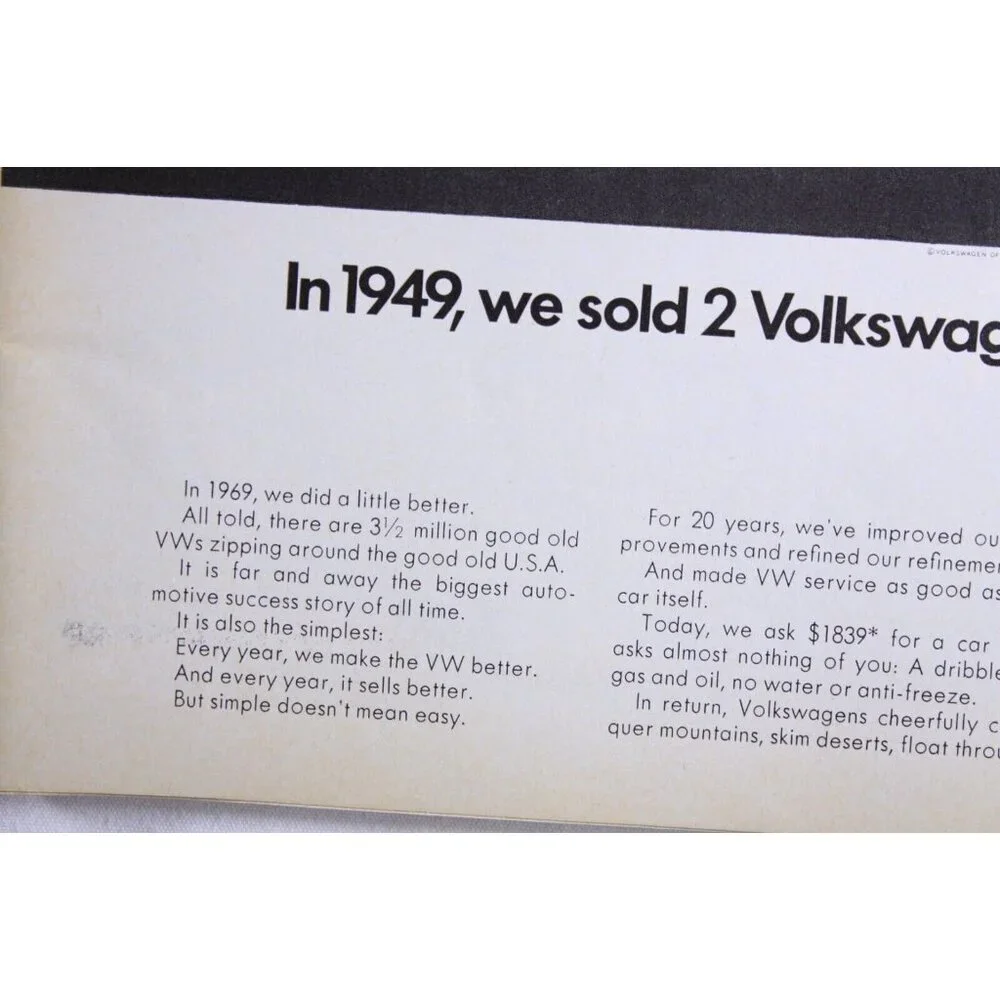 ©VOLKSWAGEN OF
In 1949, we sold 2 Volkswag
In 1969, we did a little better.
All told, there are 3½ million good old
VWs zipping around the good old U.S.A.
It is far and away the biggest auto-
motive success story of all time.
It is also the simplest:
Every year, we make the VW better.
And every year, it sells better.
But simple doesn't mean easy.
For 20 years, we've improved ou
provements and refined our refinemen
And made VW service as good as
car itself.
Today, we ask $1839* for a car
asks almost nothing of you: A dribble
gas and oil, no water or anti-freeze.
In return, Volkswagens cheerfully c
quer mountains, skim deserts, float throu